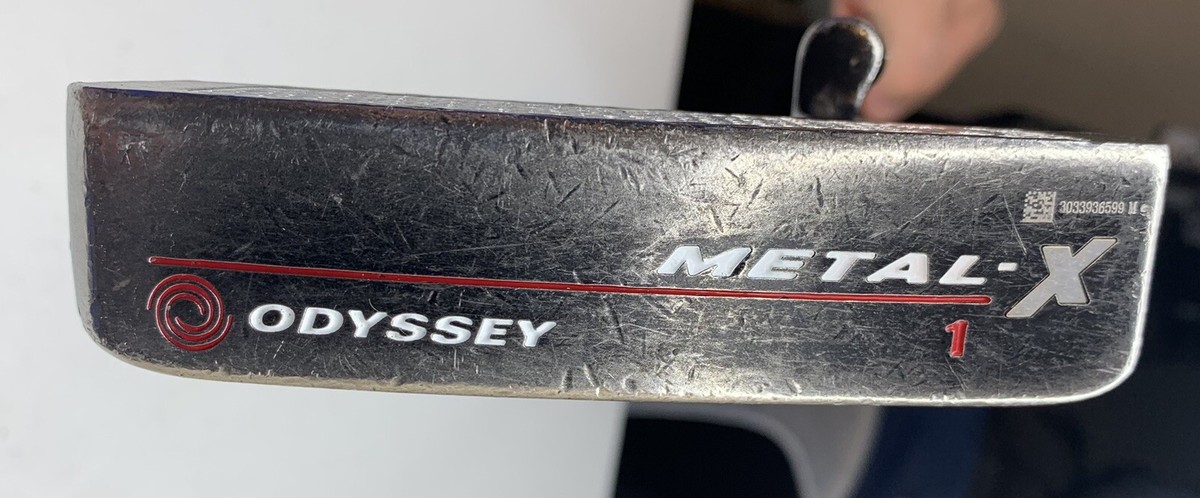 3033936599 M
METAL-X
ODYSSEY
1